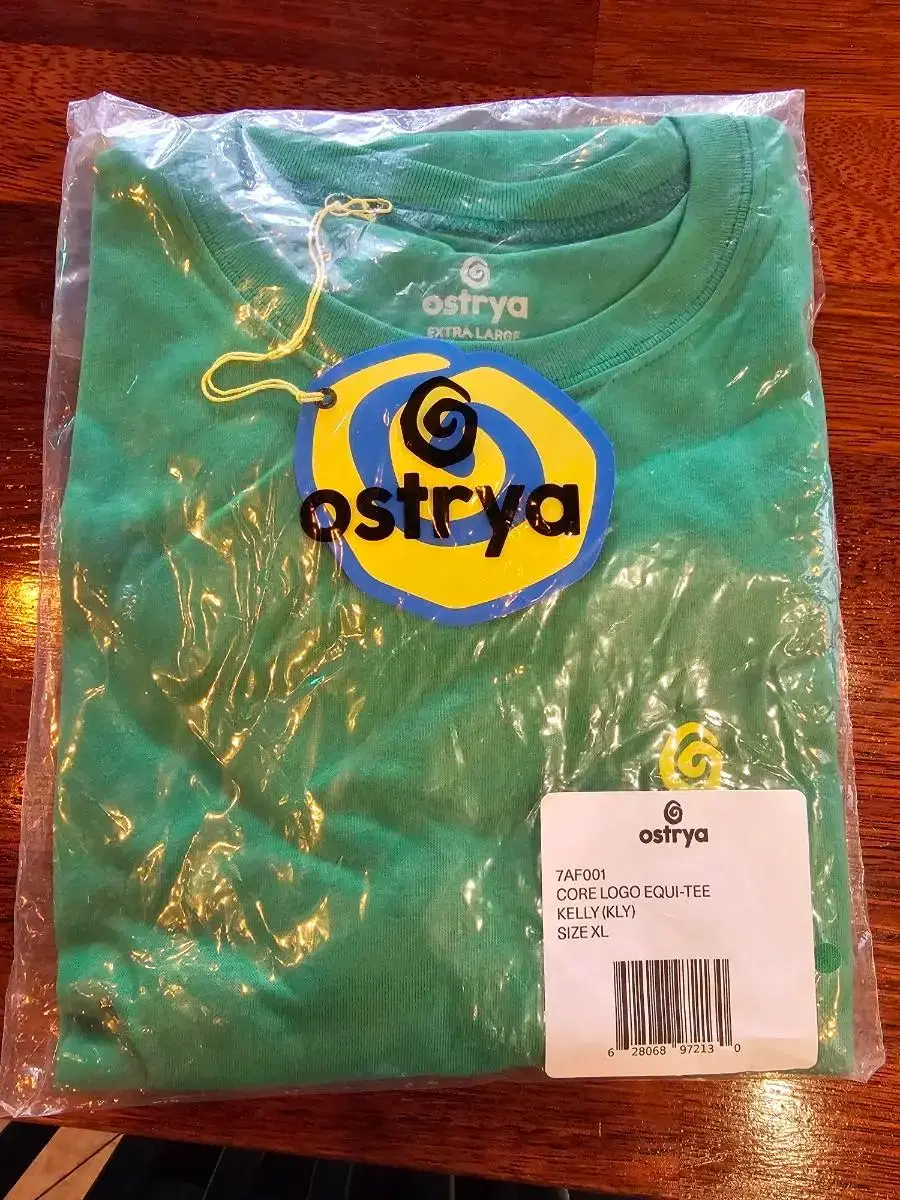 ostrya
EXTRA LARGE
ostrya
ostrya
7AF001
CORE LOGO EQUI-TEE
KELLY (KLY)
SIZE XL
6 28068 97213 0